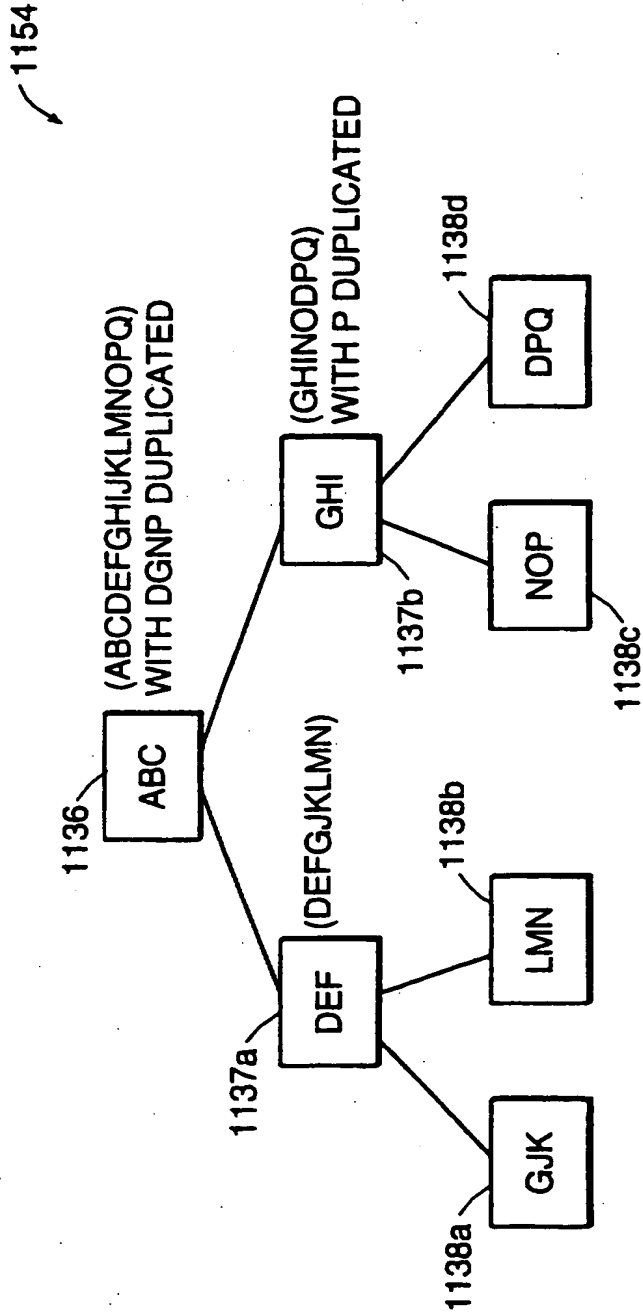 1154
1136
ABC
(ABCDEFGHIJKLMNOPQ)
WITH DGNP DUPLICATED
1137a
DEF
(DEFGJKLMN)
GHI
(GHINODPQ)
WITH P DUPLICATED
1137b
1138a
GJK
1138b
LMN
NOP
1138c
1138d
DPQ